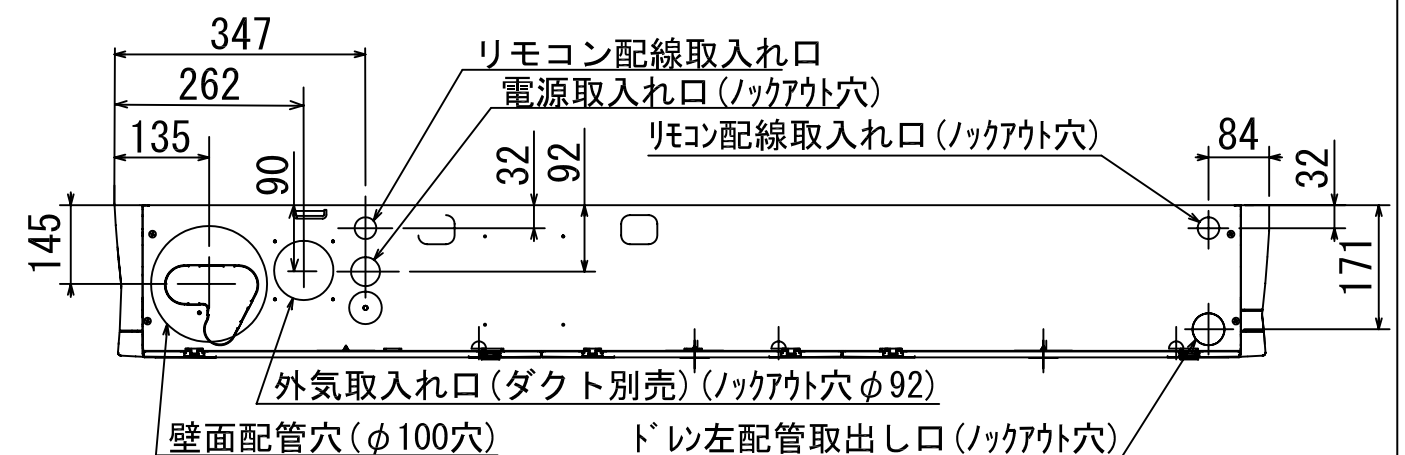 347
リモコン配線取入れ口
262
電源取入れ口(ノックアウト穴)
135
リモコン配線取入れ口(ノックアウト穴)
84
90
32
92
32
145
171
外気取入れ口(ダクト別売)(ノックアウト穴φ92)
壁面配管穴(φ100穴)
ドレン左配管取出し口(ノックアウト穴)